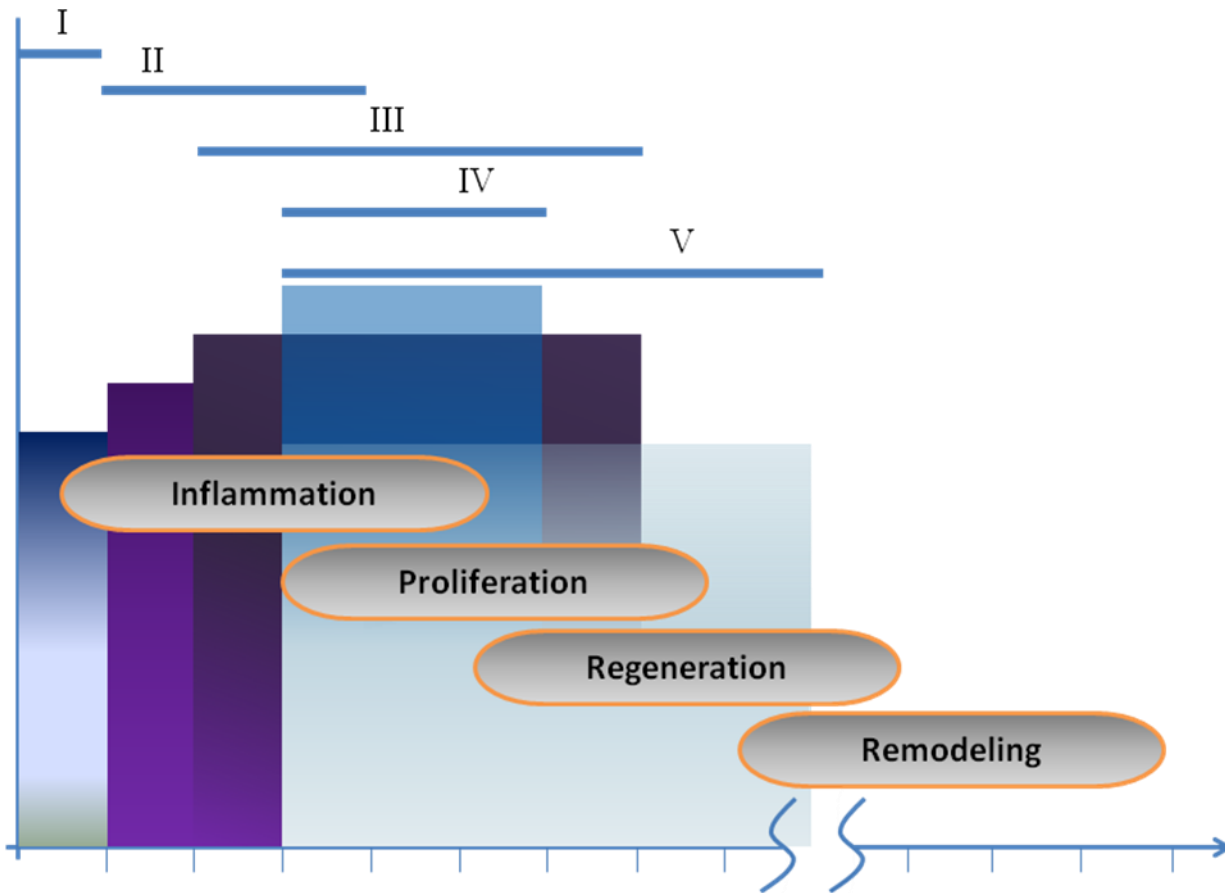 I
II
III
IV
V
Inflammation
Proliferation
Regeneration
Remodeling